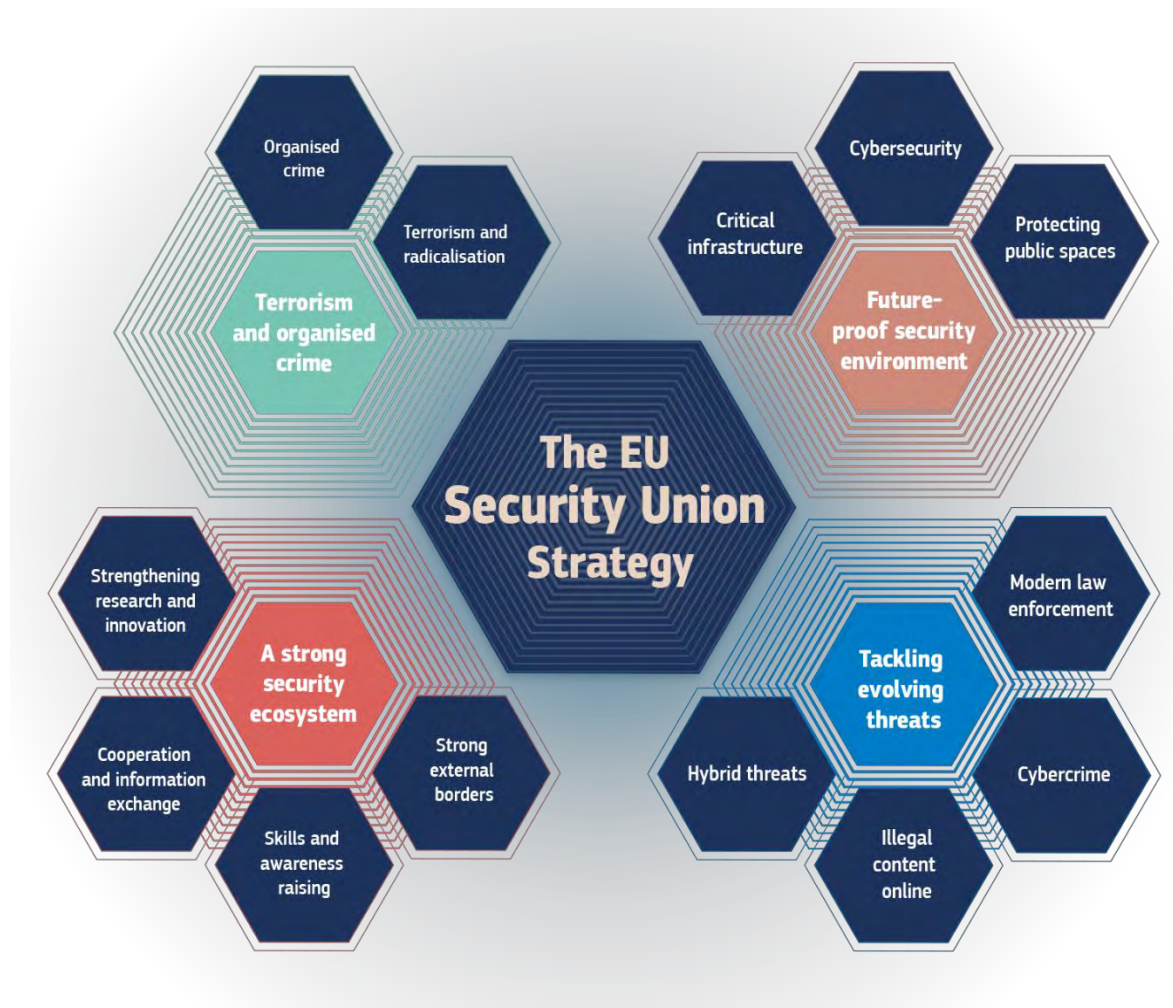 Organised
crime
Terrorism and
radicalisation
Terrorism
and organised
crime
Cybersecurity
Critical
infrastructure
Protecting
public spaces
Future-
proof security
environment
The EU
Security Union
Strategy
Strengthening
research and
innovation
A strong
security
ecosystem
Cooperation
and information
exchange
Strong
external
borders
Skills and
awareness
raising
Modern law
enforcement
Tackling
evolving
threats
Hybrid threats
Cybercrime
Illegal
content
online